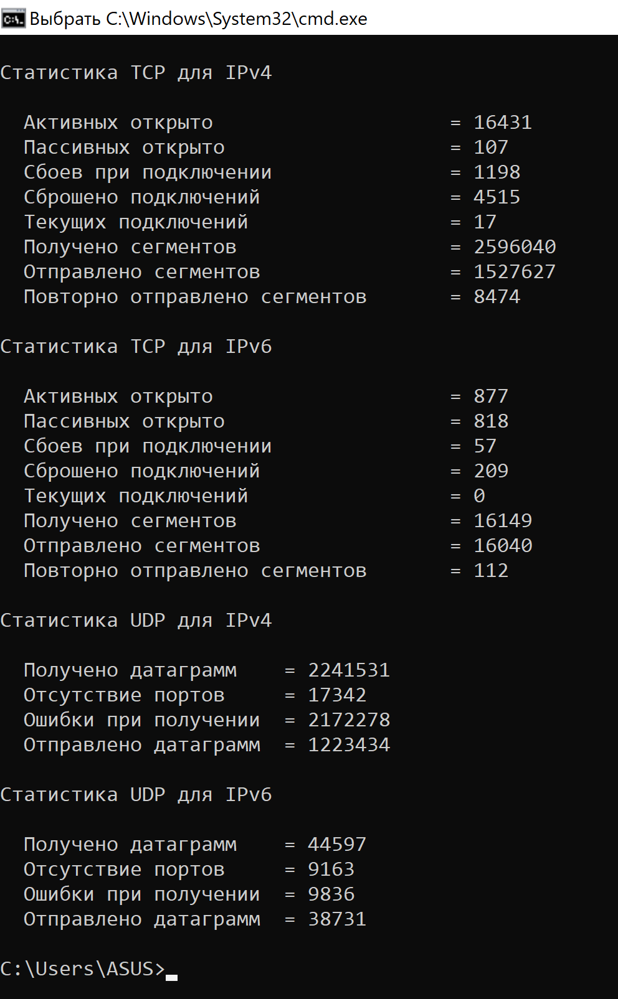 Выбрать C:\Windows\System32\cmd.exe
Статистика TCP для IPv4
Активных открыто = 16431
Пассивных открыто = 107
Сбоев при подключении = 1198
Сброшено подключений = 4515
Текущих подключений = 17
Получено сегментов = 2596040
Отправлено сегментов = 1527627
Повторно отправлено сегментов = 8474
Статистика TCP для IPv6
Активных открыто = 877
Пассивных открыто = 818
Сбоев при подключении = 57
Сброшено подключений = 209
Текущих подключений = 0
Получено сегментов = 16149
Отправлено сегментов = 16040
Повторно отправлено сегментов = 112
Статистика UDP для IPv4
Получено датаграмм = 2241531
Отсутствие портов = 17342
Ошибки при получении = 2172278
Отправлено датаграмм = 1223434
Статистика UDP для IPv6
Получено датаграмм = 44597
Отсутствие портов = 9163
Ошибки при получении = 9836
Отправлено датаграмм = 38731
C:\Users\ASUS>